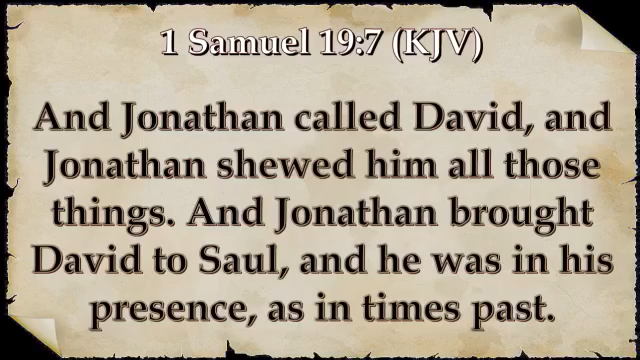 1 Samuel 19:7 (KJV)
And Jonathan called David, and
Jonathan shewed him all those
things. And Jonathan brought
David to Saul, and he was in his
presence, as in times past.